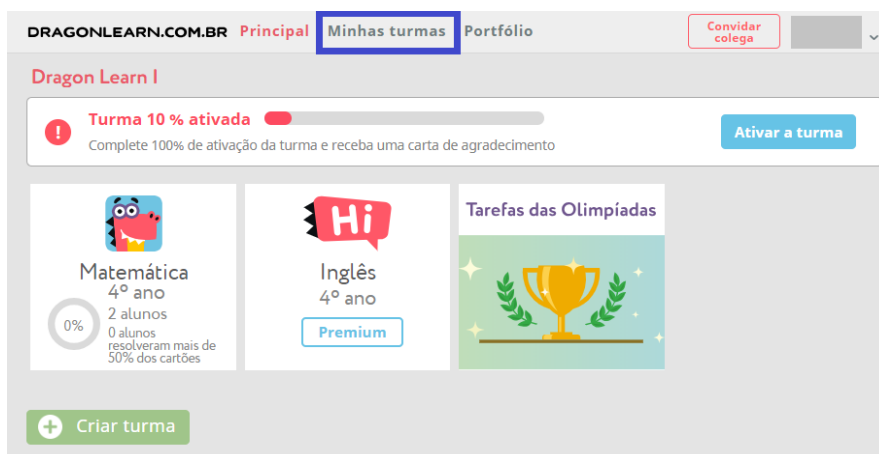 DRAGONLEARN.COM.BR Principal Minhas turmas Portfólio Convidar colega
Dragon Learn I
! Turma 10 % ativada
Complete 100% de ativação da turma e receba uma carta de agradecimento
Ativar a turma
Matemática
4º ano
0%
2 alunos
0 alunos
resolveram mais de
50% dos cartões
Hi
Inglês
4º ano
Premium
Tarefas das Olimpíadas
+ Criar turma